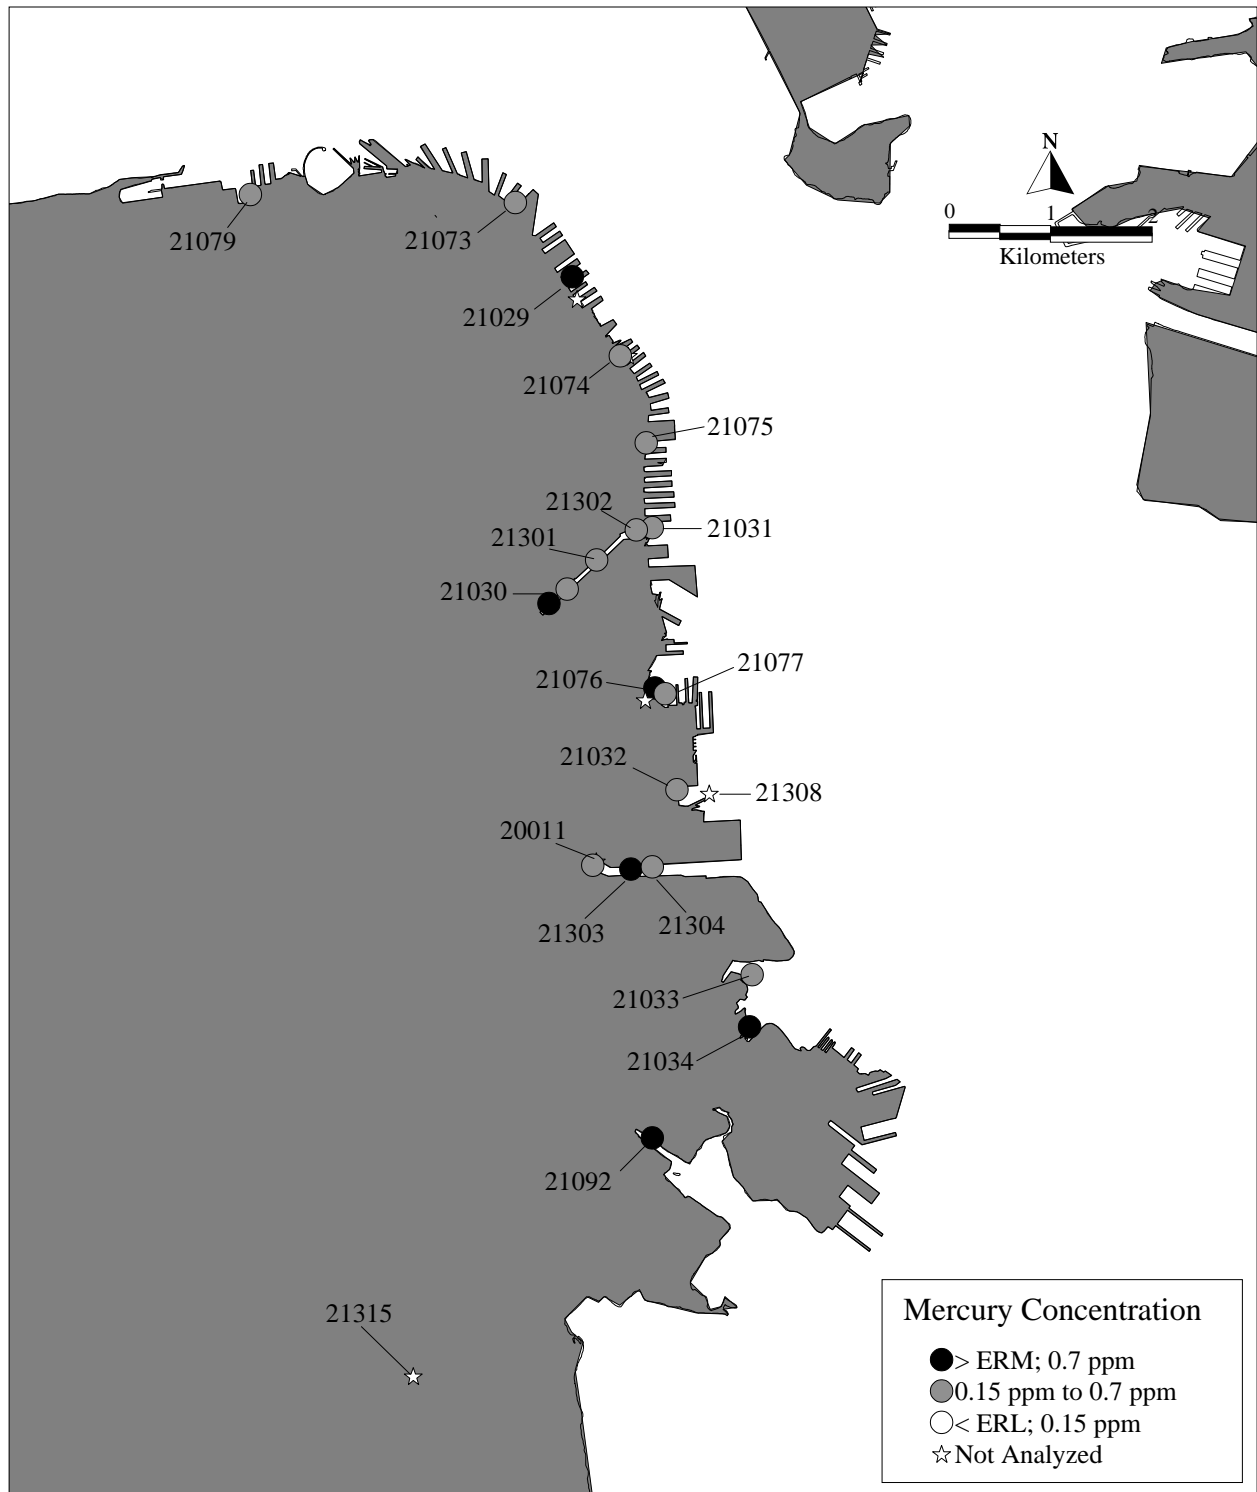 N
0 1 2
Kilometers
21079
21073
21029
21074
21075
21302
21031
21301
21030
21077
21076
21032
21308
20011
21303
21304
21033
21034
21092
21315
Mercury Concentration
> ERM; 0.7 ppm
0.15 ppm to 0.7 ppm
< ERL; 0.15 ppm
Not Analyzed